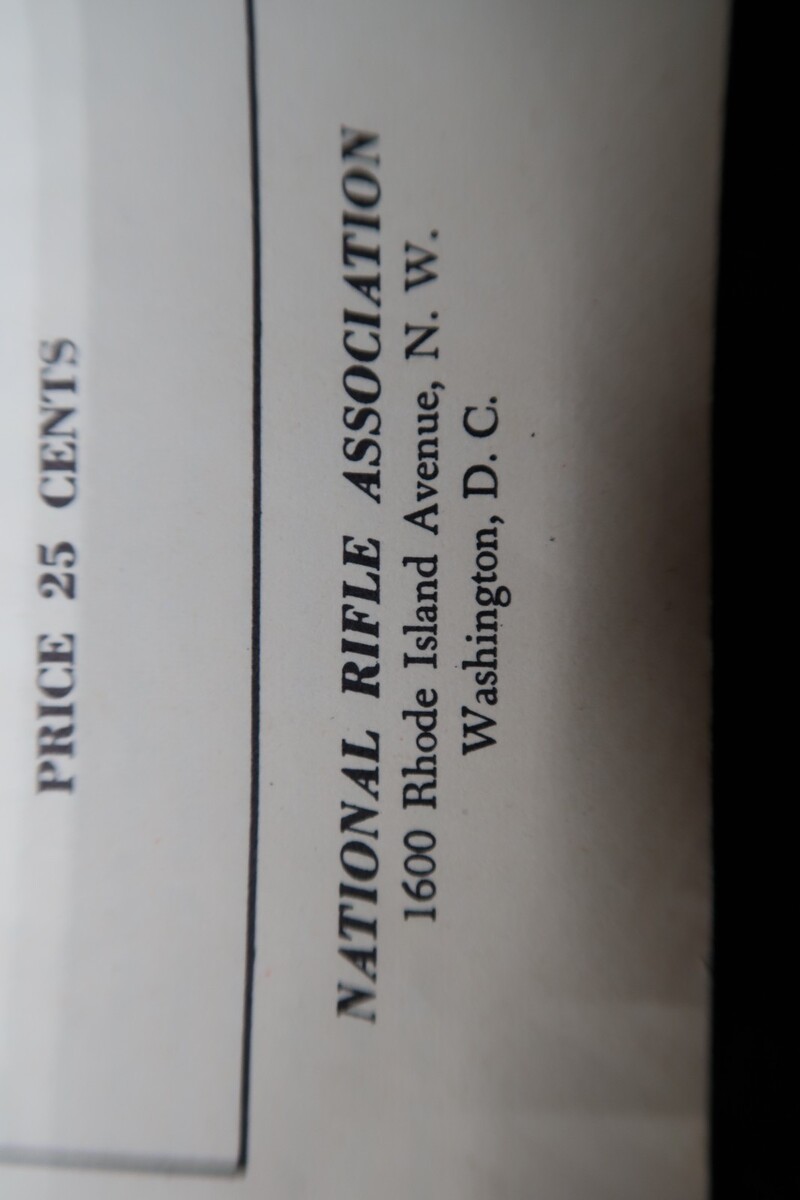 PRICE 25 CENTS
NATIONAL RIFLE ASSOCIATION
1600 Rhode Island Avenue, N. W.
Washington, D. C.